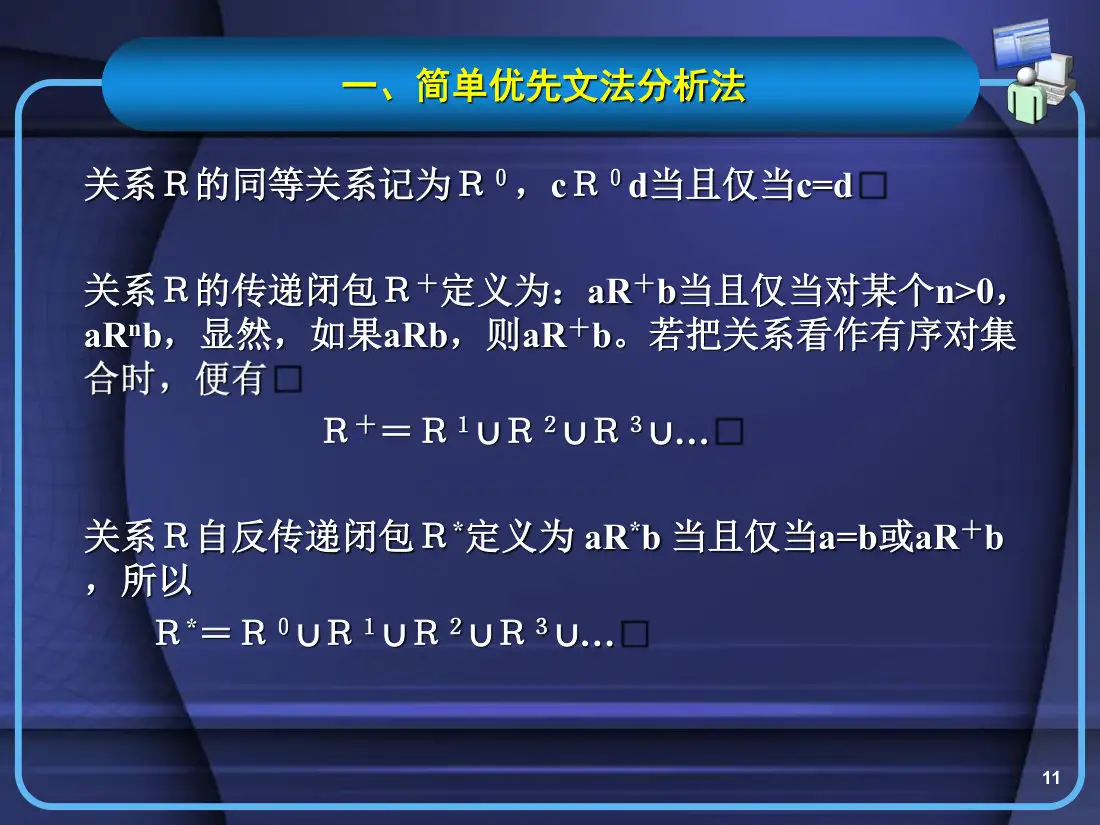 一、简单优先文法分析法
关系Ｒ的同等关系记为Ｒ⁰，cＲ⁰d当且仅当c=d□
关系Ｒ的传递闭包Ｒ⁺定义为：aR⁺b当且仅当对某个n>0，
aRⁿb，显然，如果aRb，则aR⁺b。若把关系看作有序对集
合时，便有□
Ｒ⁺＝Ｒ¹∪Ｒ²∪Ｒ³∪…□
关系Ｒ自反传递闭包Ｒ*定义为 aR*b 当且仅当a=b或aR⁺b
，所以
Ｒ*＝Ｒ⁰∪Ｒ¹∪Ｒ²∪Ｒ³∪…□
11